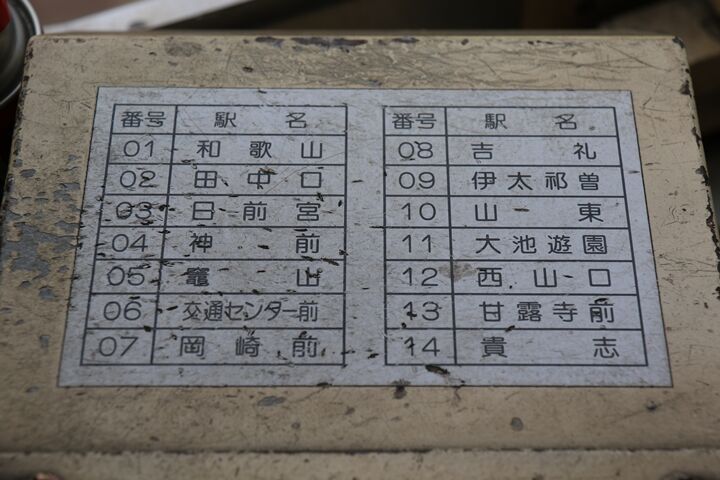 番号 駅名
01 和歌山
02 田中口
03 日前宮
04 神前
05 竈山
06 交通センター前
07 岡崎前
番号 駅名
08 吉礼
09 伊太祁曽
10 山東
11 大池遊園
12 西山口
13 甘露寺前
14 貴志